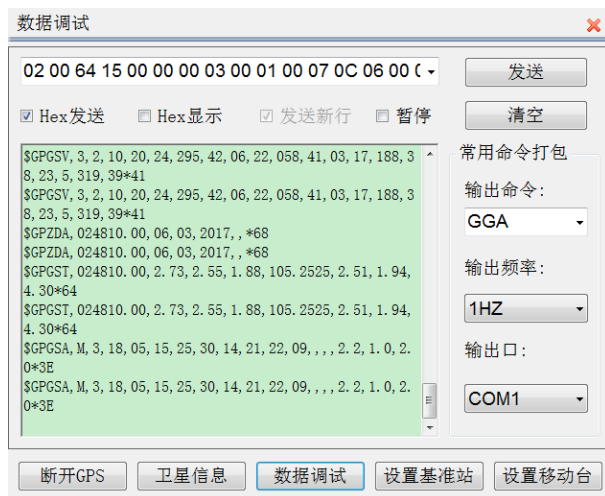 数据调试
02 00 64 15 00 00 00 03 00 01 00 07 0C 06 00
发送
Hex发送 Hex显示 发送新行 暂停
清空
$GPGSV,3,2,10,20,24,295,42,06,22,058,41,03,17,188,3
8,23,5,319,39*41
$GPGSV,3,2,10,20,24,295,42,06,22,058,41,03,17,188,3
8,23,5,319,39*41
$GPZDA,024810.00,06,03,2017,,*68
$GPZDA,024810.00,06,03,2017,,*68
$GPGST,024810.00,2.73,2.55,1.88,105.2525,2.51,1.94,
4.30*64
$GPGST,024810.00,2.73,2.55,1.88,105.2525,2.51,1.94,
4.30*64
$GPGSA,M,3,18,05,15,25,30,14,21,22,09,,,,2.2,1.0,2.
0*3E
$GPGSA,M,3,18,05,15,25,30,14,21,22,09,,,,2.2,1.0,2.
0*3E
常用命令打包
输出命令:
GGA
输出频率:
1HZ
输出口:
COM1
断开GPS 卫星信息 数据调试 设置基准站 设置移动台